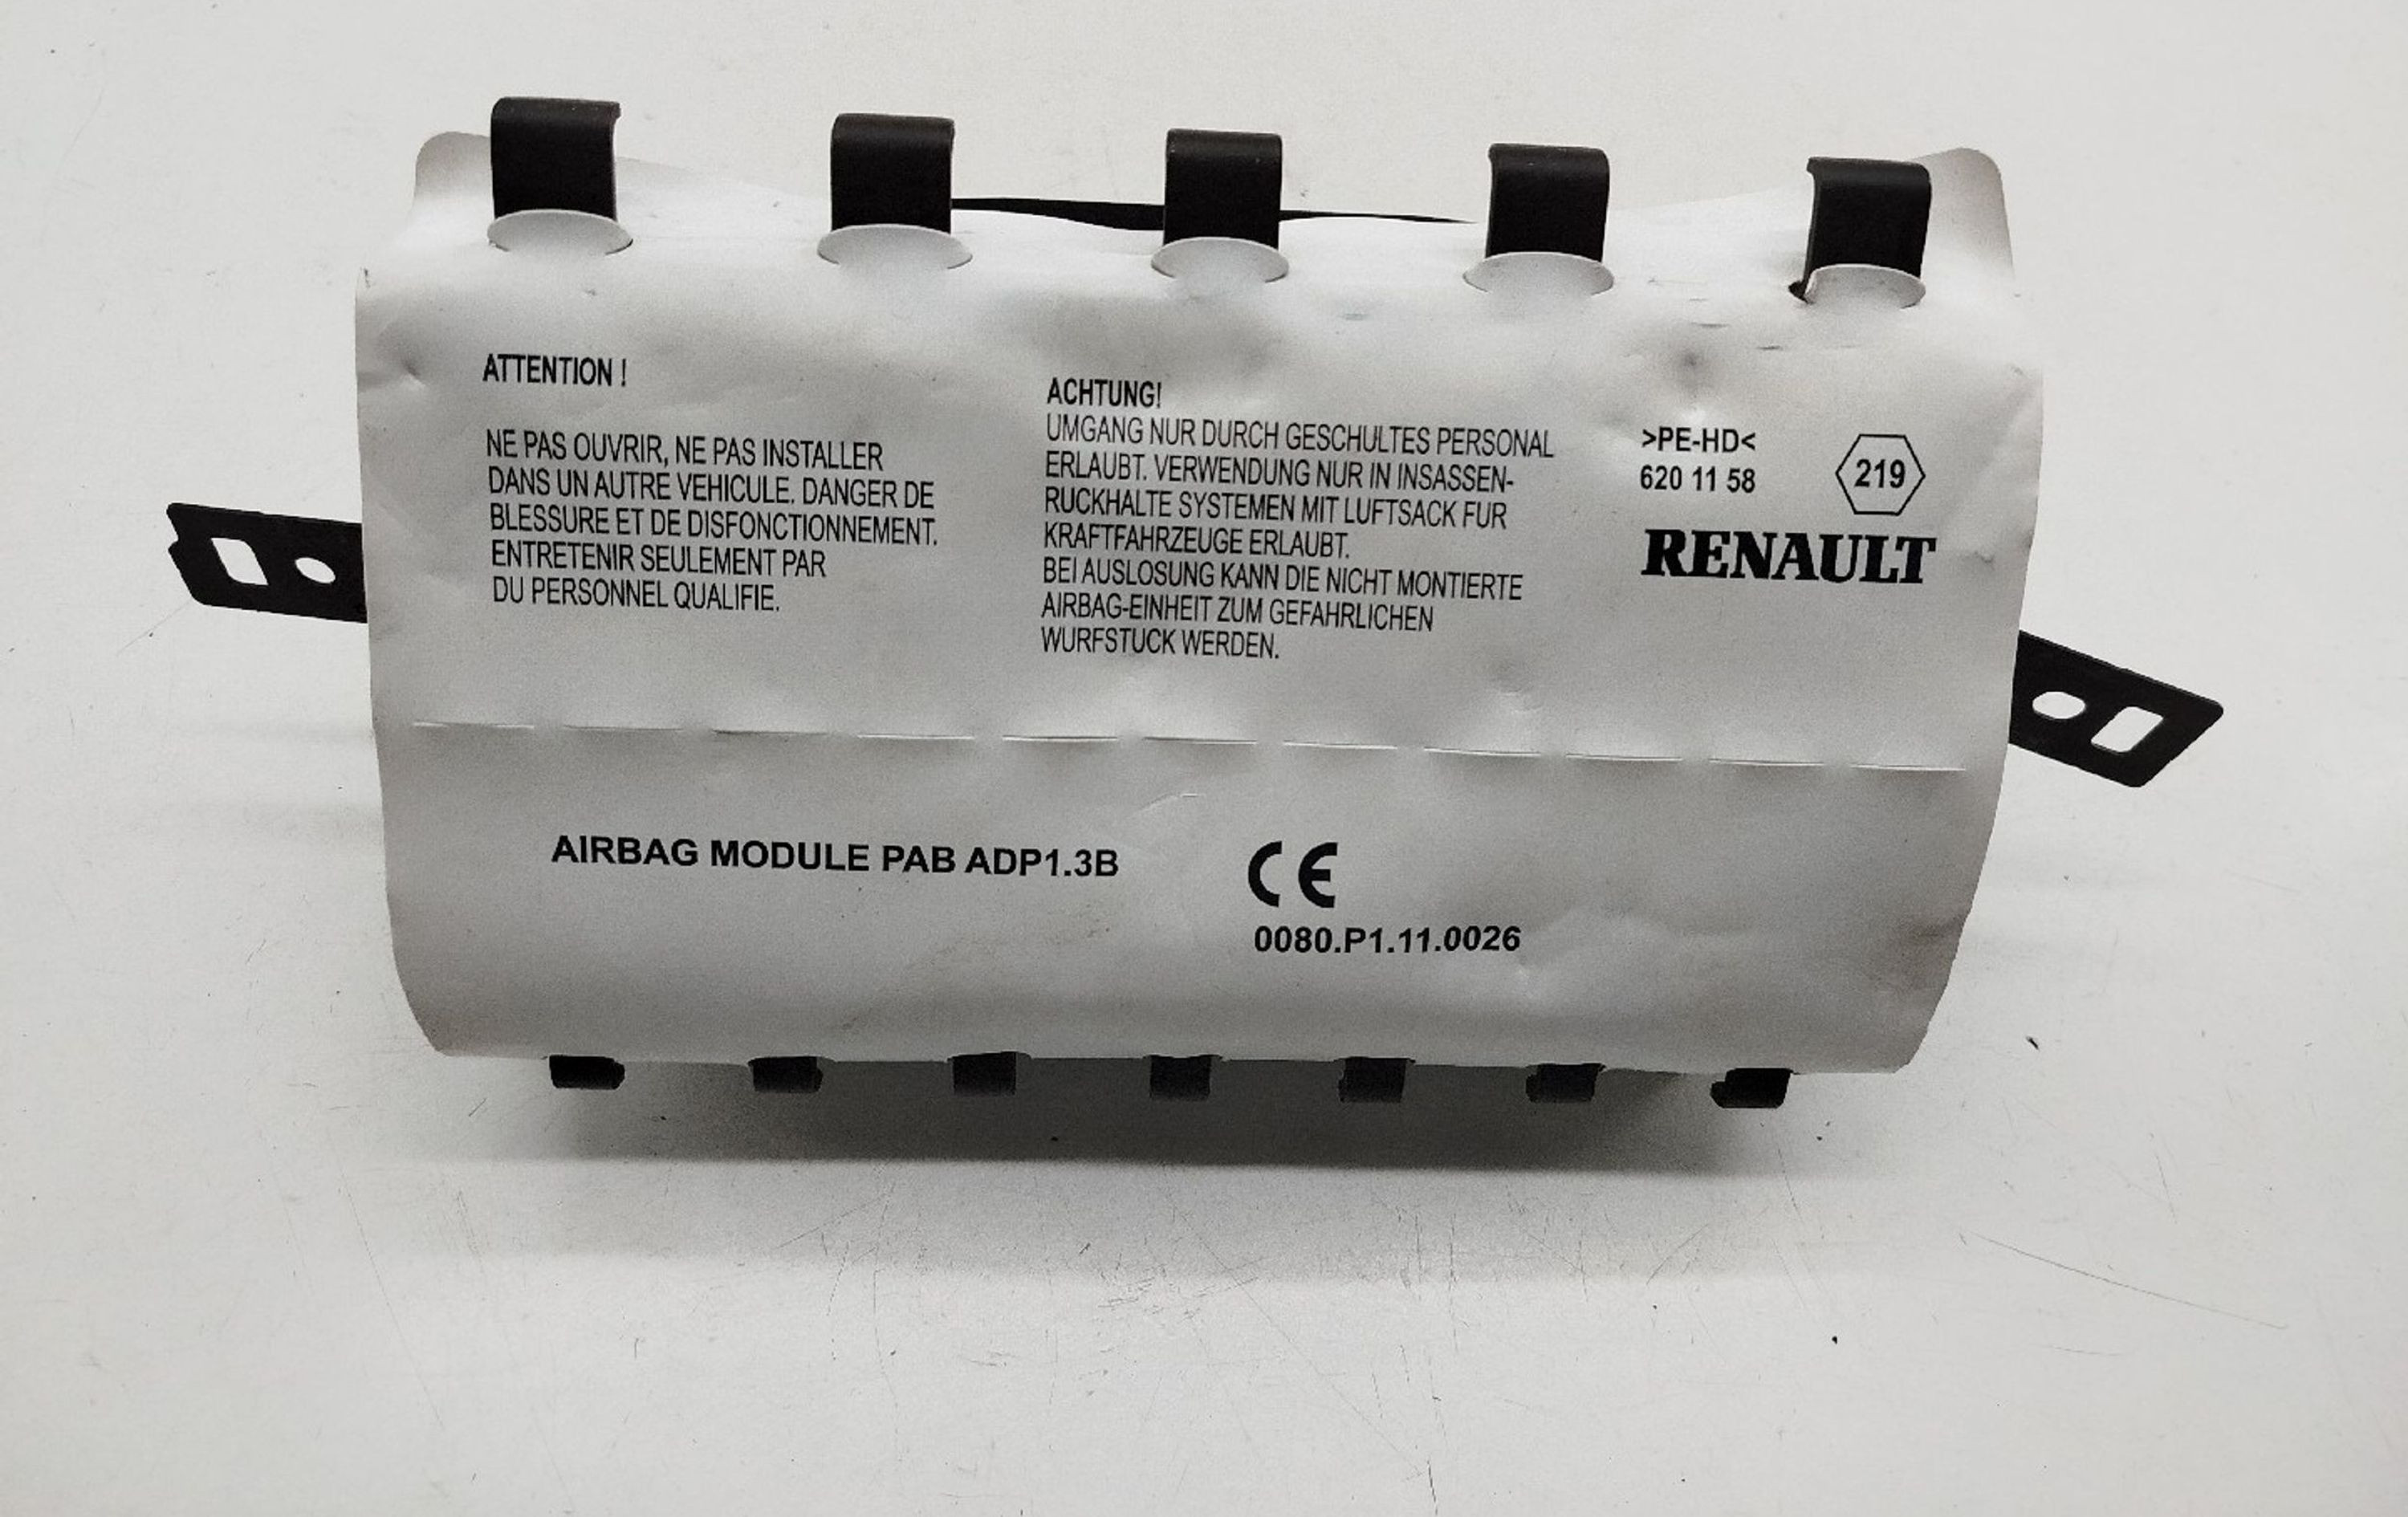 ATTENTION !
NE PAS OUVRIR, NE PAS INSTALLER
DANS UN AUTRE VEHICULE. DANGER DE
BLESSURE ET DE DISFONCTIONNEMENT.
ENTRETENIR SEULEMENT PAR
DU PERSONNEL QUALIFIE.
ACHTUNG!
UMGANG NUR DURCH GESCHULTES PERSONAL
ERLAUBT. VERWENDUNG NUR IN INSASSEN-
RUCKHALTE SYSTEMEN MIT LUFTSACK FUR
KRAFTFAHRZEUGE ERLAUBT.
BEI AUSLOSUNG KANN DIE NICHT MONTIERTE
AIRBAG-EINHEIT ZUM GEFAHRLICHEN
WURFSTUCK WERDEN.
>PE-HD<
620 11 58
219
RENAULT
AIRBAG MODULE PAB ADP1.3B
CE
0080.P1.11.0026